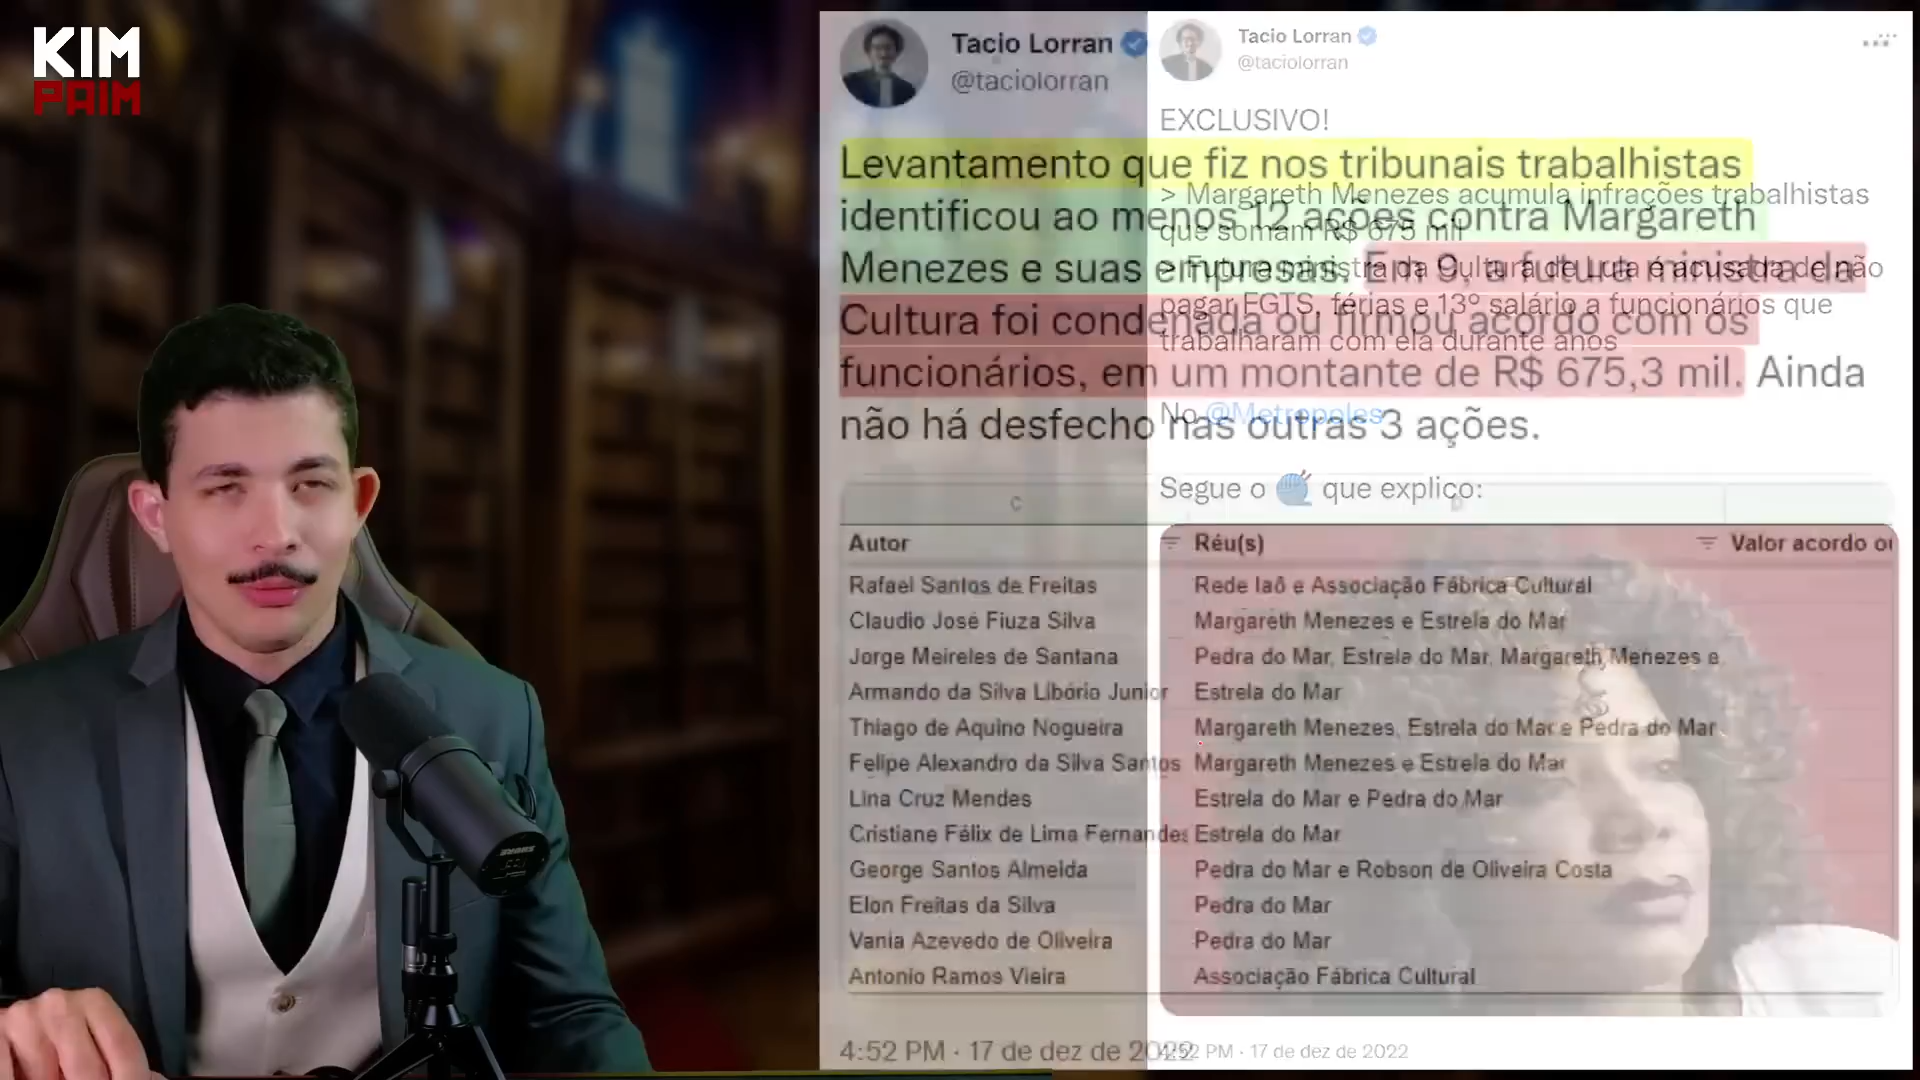 KIM
PAIM
Tacio Lorran
@taciolorran
Levantamento que fiz nos tribunais trabalhistas
identificou ao menos 12 ações contra Margareth
Menezes e suas empresas. Em 9, a futura ministra da
Cultura foi condenada ou firmou acordo com os
funcionários, em um montante de R$ 675,3 mil. Ainda
não há desfecho nas outras 3 ações.
C D
Autor Réu(s) Valor acordo ou
Rafael Santos de Freitas Rede Iaô e Associação Fábrica Cultural
Claudio José Fiuza Silva Margareth Menezes e Estrela do Mar
Jorge Meireles de Santana Pedra do Mar, Estrela do Mar, Margareth Menezes e
Armando da Silva Libório Junior Estrela do Mar
Thiago de Aquino Nogueira Margareth Menezes, Estrela do Mar e Pedra do Mar
Felipe Alexandro da Silva Santos Margareth Menezes e Estrela do Mar
Lina Cruz Mendes Estrela do Mar e Pedra do Mar
Cristiane Félix de Lima Fernandes Estrela do Mar
George Santos Almeida Pedra do Mar e Robson de Oliveira Costa
Elon Freitas da Silva Pedra do Mar
Vania Azevedo de Oliveira Pedra do Mar
Antonio Ramos Vieira Associação Fábrica Cultural
4:52 PM · 17 de dez de 2022
Tacio Lorran
@taciolorran
EXCLUSIVO!
> Margareth Menezes acumula infrações trabalhistas
que somam R$ 675 mil
> Futura ministra da Cultura de Lula é acusada de não
pagar FGTS, férias e 13º salário a funcionários que
trabalharam com ela durante anos
No @Metropoles
Segue o 🧶 que explico:
4:52 PM · 17 de dez de 2022